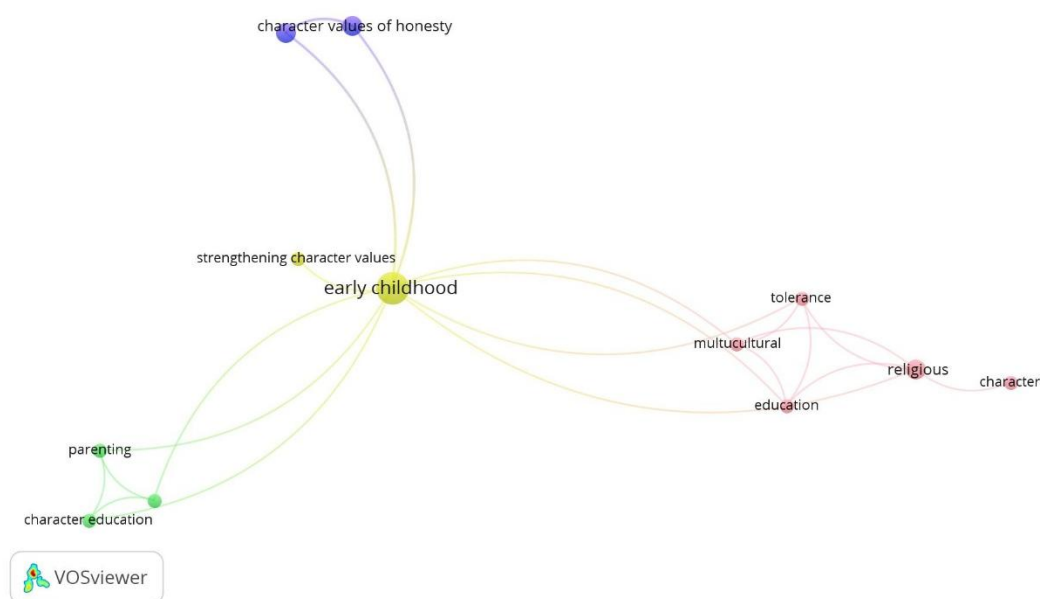 character values of honesty
strengthening character values
early childhood
tolerance
multucultural
religious
character
education
parenting
character education
VOSviewer